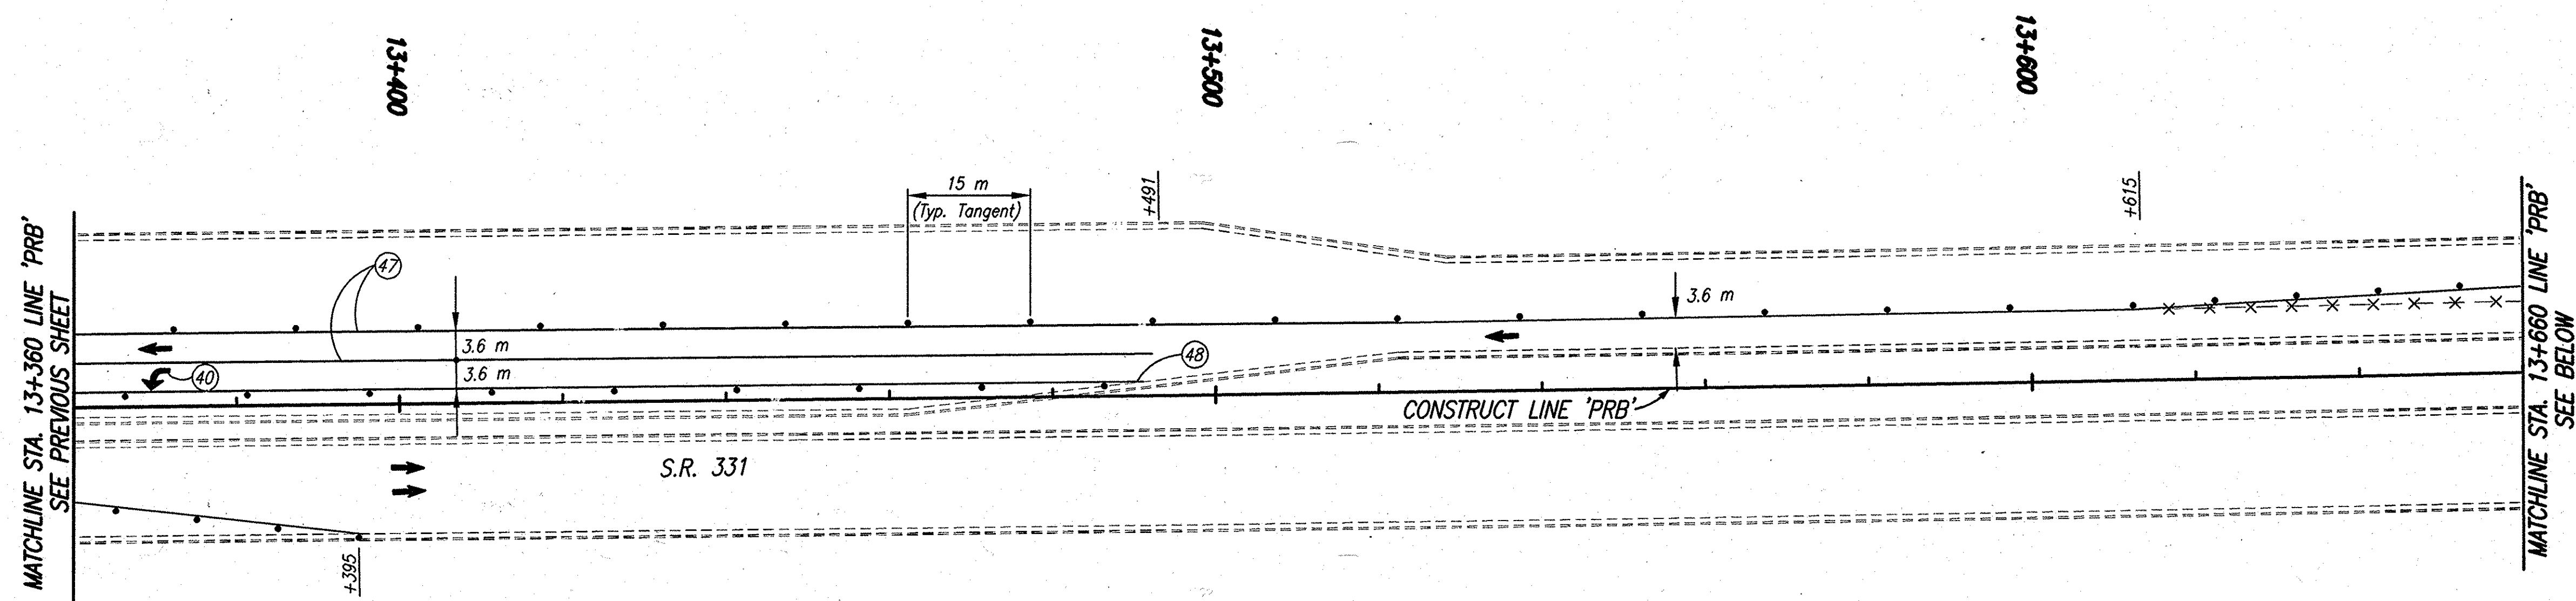 13+400
13+500
13+600
MATCHLINE STA. 13+360 LINE 'PRB'
SEE PREVIOUS SHEET
15 m
(Typ. Tangent)
+491
+615
47
3.6 m
3.6 m
40
48
3.6 m
CONSTRUCT LINE 'PRB'
S.R. 331
+395
MATCHLINE STA. 13+660 LINE 'PRB'
SEE BELOW